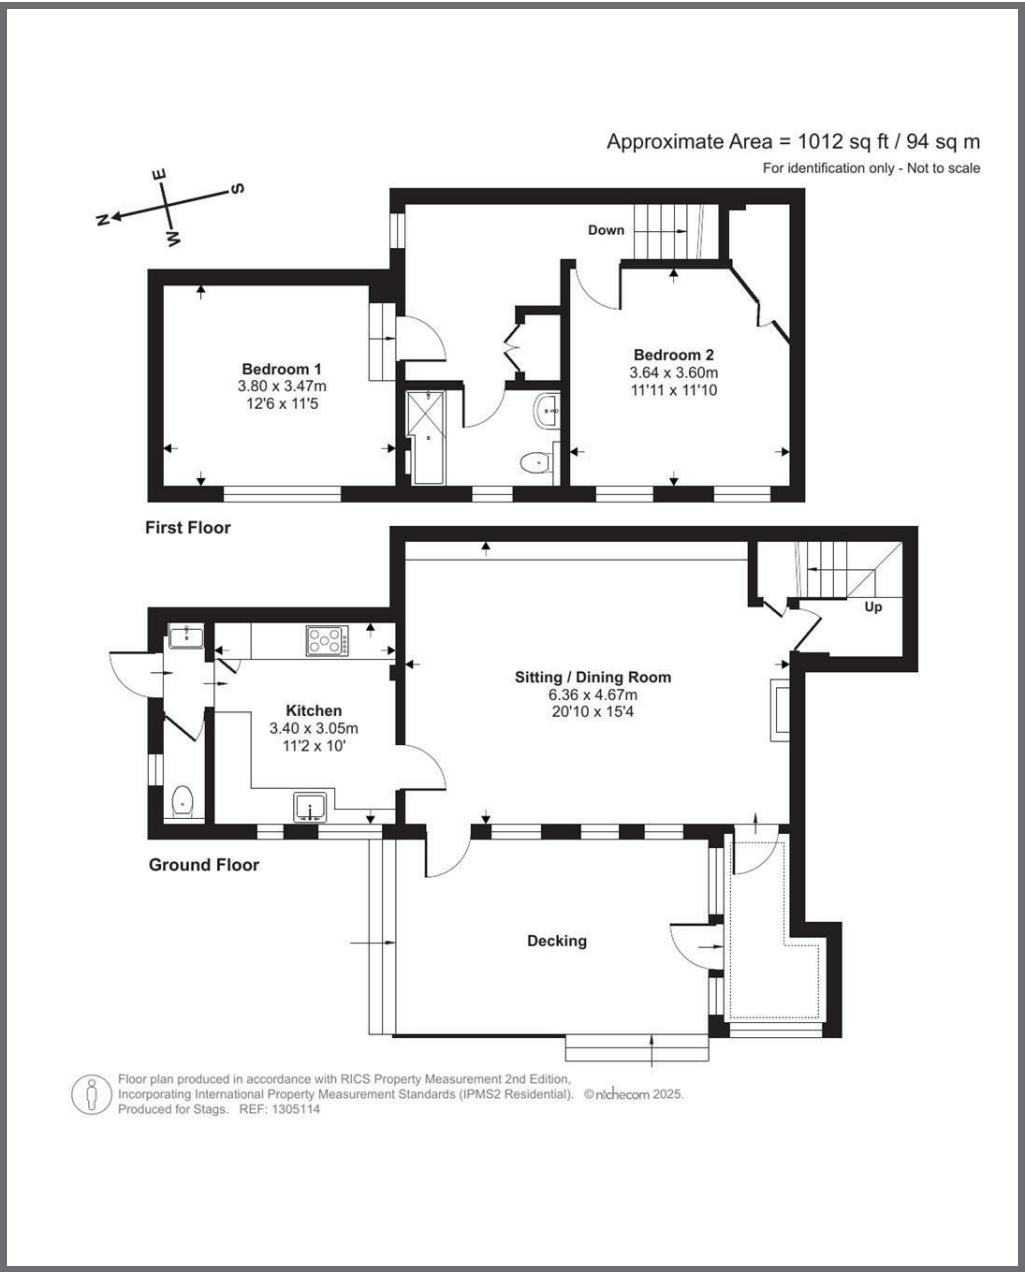 Approximate Area = 1012 sq ft / 94 sq m
For identification only - Not to scale
E
S
N
W
Down
Bedroom 1
3.80 x 3.47m
12'6 x 11'5
Bedroom 2
3.64 x 3.60m
11'11 x 11'10
First Floor
Up
Sitting / Dining Room
6.36 x 4.67m
20'10 x 15'4
Kitchen
3.40 x 3.05m
11'2 x 10'
Ground Floor
Decking
Floor plan produced in accordance with RICS Property Measurement 2nd Edition,
Incorporating International Property Measurement Standards (IPMS2 Residential). ©nichecom 2025.
Produced for Stags. REF: 1305114